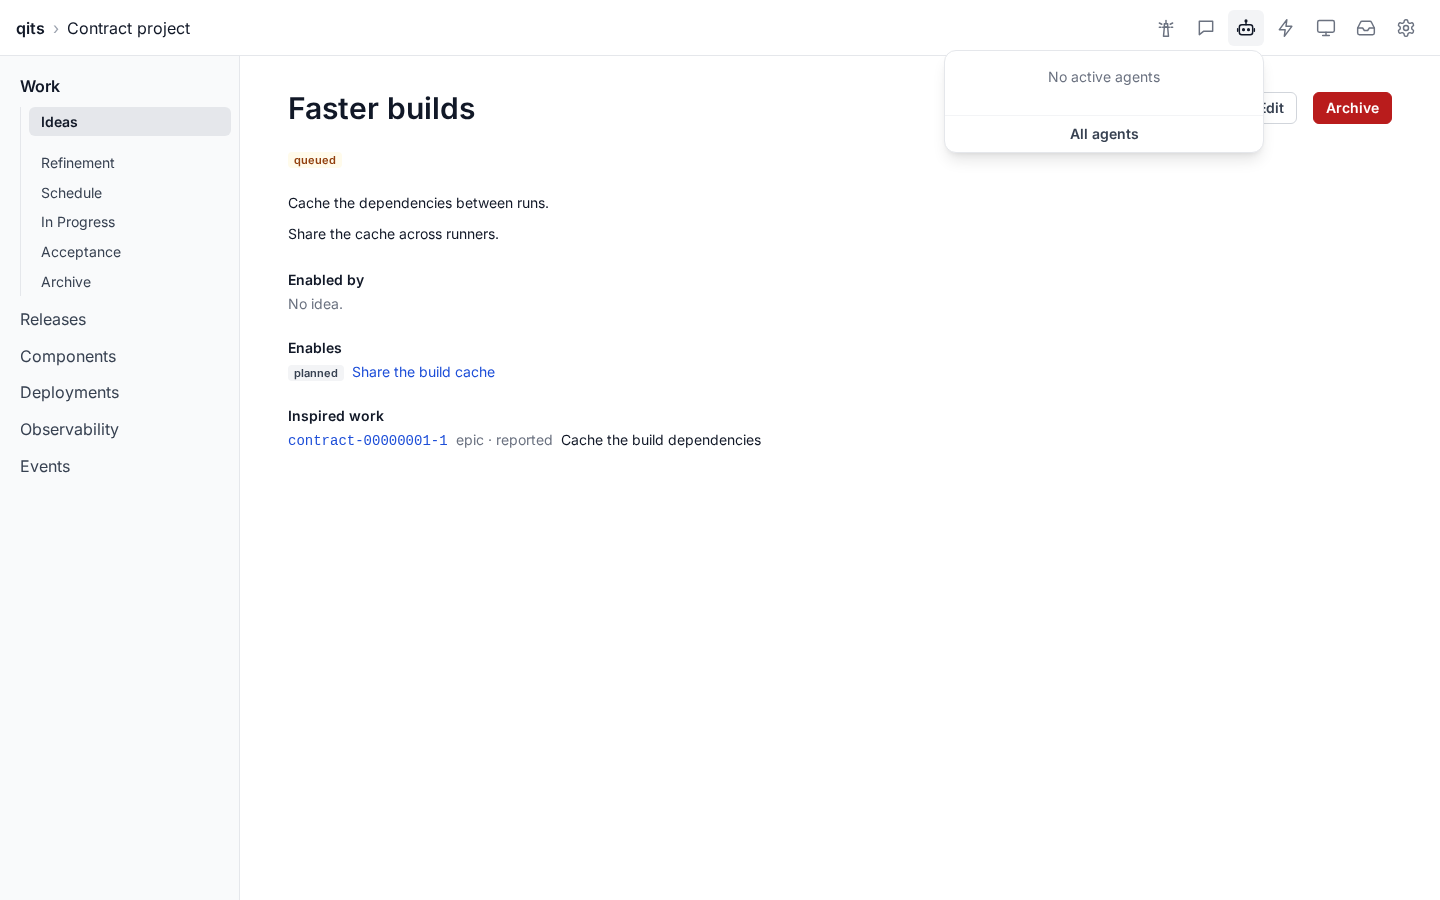 qits › Contract project
No active agents
All agents
Work
Ideas
Refinement
Schedule
In Progress
Acceptance
Archive
Releases
Components
Deployments
Observability
Events
Faster builds
Edit
Archive
queued
Cache the dependencies between runs.
Share the cache across runners.
Enabled by
No idea.
Enables
planned Share the build cache
Inspired work
contract-00000001-1 epic · reported Cache the build dependencies